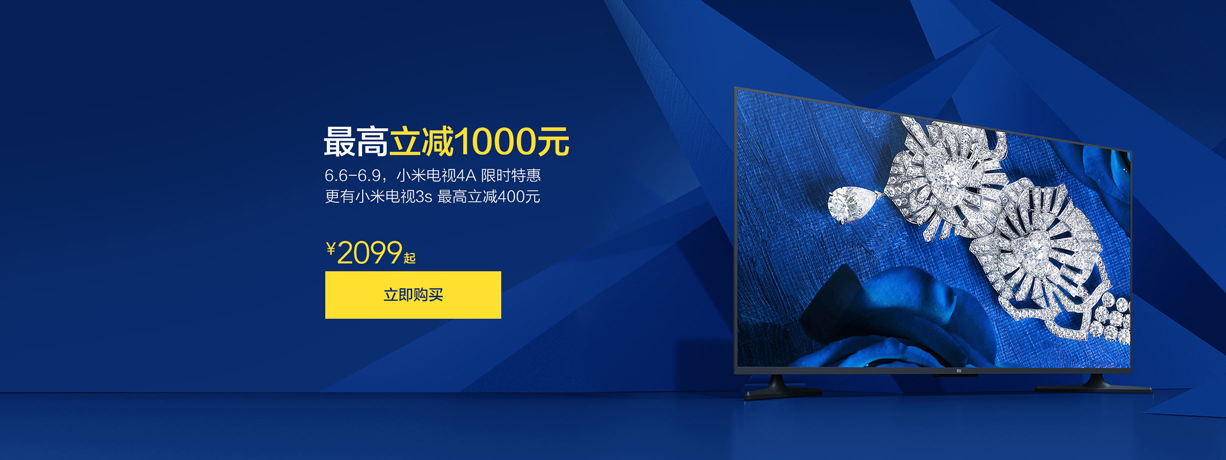 最高立减1000元
6.6-6.9，小米电视4A 限时特惠
更有小米电视3s 最高立减400元
¥2099起
立即购买
mi